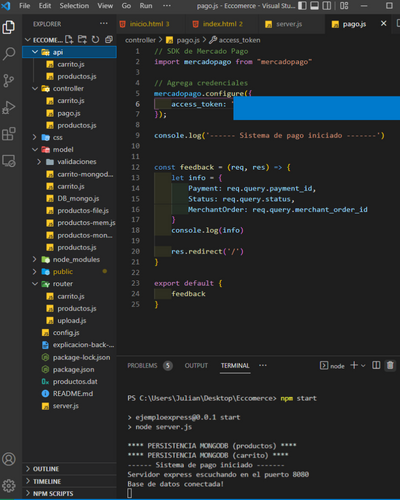 File Edit Selection View Go Run ···
pago.js - Eccomerce - Visual Stu
EXPLORER
···
inicio.html 3
index.html 2
server.js
pago.js
ECCOME...
controller > pago.js > access_token
api
carrito.js
productos.js
controller
carrito.js
pago.js
productos.js
css
model
validaciones
carrito-mongod...
carrito.js
DB_mongo.js
productos-file.js
productos-mem.js
productos-mon...
productos.js
node_modules
public
router
carrito.js
productos.js
upload.js
config.js
explicacion-back-...
package-lock.json
package.json
productos.dat
README.md
server.js
OUTLINE
TIMELINE
NPM SCRIPTS
1 // SDK de Mercado Pago
2 import mercadopago from "mercadopago"
3
4 // Agrega credenciales
5 mercadopago.configure({
6 access_token:
7 });
8
9 console.log('------ Sistema de pago iniciado -------')
10
11
12 const feedback = (req, res) => {
13 let info = {
14 Payment: req.query.payment_id,
15 Status: req.query.status,
16 MerchantOrder: req.query.merchant_order_id
17 }
18 console.log(info)
19
20 res.redirect('/')
21 }
22
23 export default {
24 feedback
25 }
PROBLEMS 5 OUTPUT TERMINAL ··· node
PS C:\Users\Julian\Desktop\Eccomerce> npm start
> ejemploexpress@0.0.1 start
> node server.js
**** PERSISTENCIA MONGODB (productos) ****
**** PERSISTENCIA MONGODB (carrito) ****
------ Sistema de pago iniciado -------
Servidor express escuchando en el puerto 8080
Base de datos conectada!